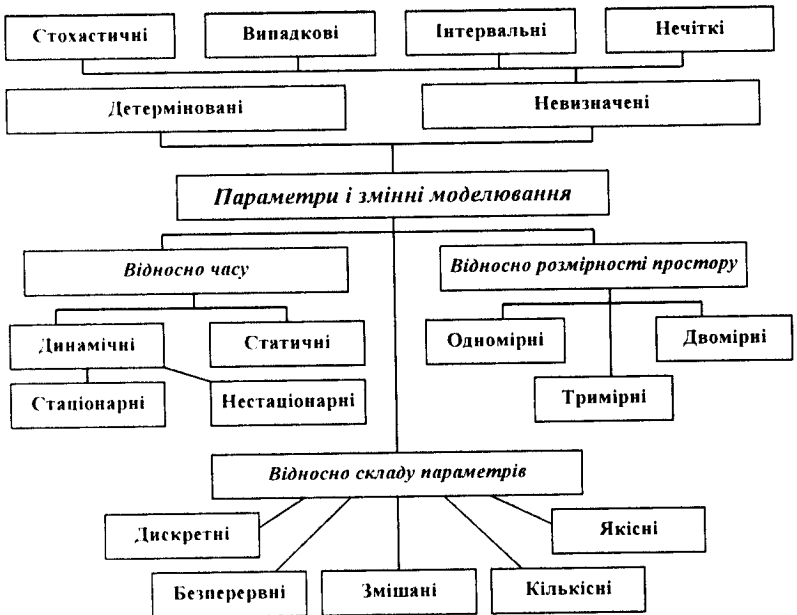 Стохастичні
Випадкові
Інтервальні
Нечіткі
Детерміновані
Невизначені
Параметри і змінні моделювання
Відносно часу
Відносно розмірності простору
Динамічні
Статичні
Одномірні
Двомірні
Стаціонарні
Нестаціонарні
Тримірні
Відносно складу параметрів
Дискретні
Якісні
Безперервні
Змішані
Кількісні